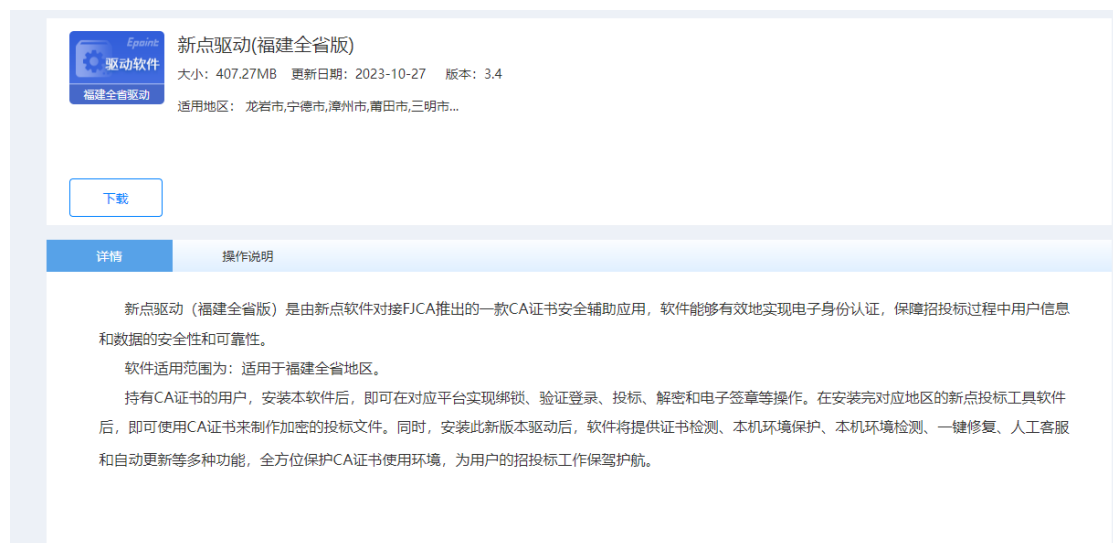 Epoint
驱动软件
福建全省驱动
新点驱动(福建全省版)
大小：407.27MB 更新日期：2023-10-27 版本：3.4
适用地区： 龙岩市,宁德市,漳州市,莆田市,三明市...
下载
详情 操作说明
新点驱动（福建全省版）是由新点软件对接FJCA推出的一款CA证书安全辅助应用，软件能够有效地实现电子身份认证，保障招投标过程中用户信息
和数据的安全性和可靠性。
软件适用范围为：适用于福建全省地区。
持有CA证书的用户，安装本软件后，即可在对应平台实现绑锁、验证登录、投标、解密和电子签章等操作。在安装完对应地区的新点投标工具软件
后，即可使用CA证书来制作加密的投标文件。同时，安装此新版本驱动后，软件将提供证书检测、本机环境保护、本机环境检测、一键修复、人工客服
和自动更新等多种功能，全方位保护CA证书使用环境，为用户的招投标工作保驾护航。